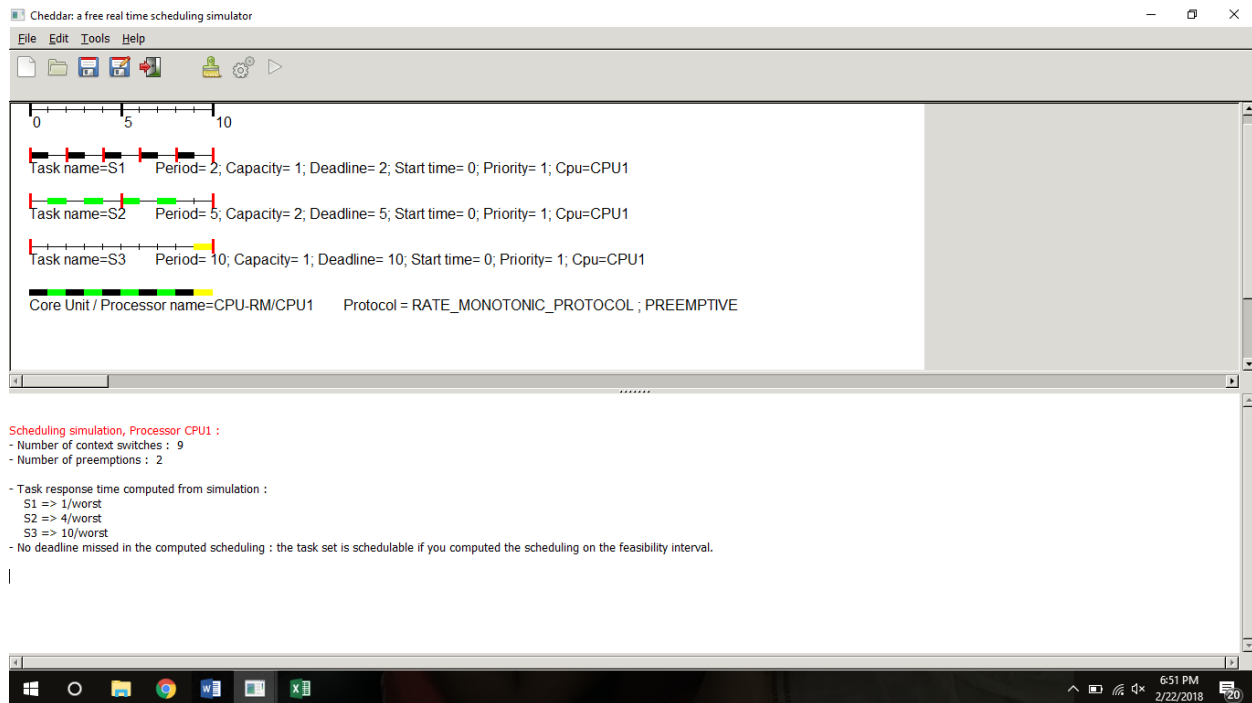 Cheddar: a free real time scheduling simulator
File Edit Tools Help
0 5 10
Task name=S1 Period= 2; Capacity= 1; Deadline= 2; Start time= 0; Priority= 1; Cpu=CPU1
Task name=S2 Period= 5; Capacity= 2; Deadline= 5; Start time= 0; Priority= 1; Cpu=CPU1
Task name=S3 Period= 10; Capacity= 1; Deadline= 10; Start time= 0; Priority= 1; Cpu=CPU1
Core Unit / Processor name=CPU-RM/CPU1 Protocol = RATE_MONOTONIC_PROTOCOL ; PREEMPTIVE
Scheduling simulation, Processor CPU1 :
- Number of context switches : 9
- Number of preemptions : 2
- Task response time computed from simulation :
S1 => 1/worst
S2 => 4/worst
S3 => 10/worst
- No deadline missed in the computed scheduling : the task set is schedulable if you computed the scheduling on the feasibility interval.
6:51 PM
2/22/2018
20